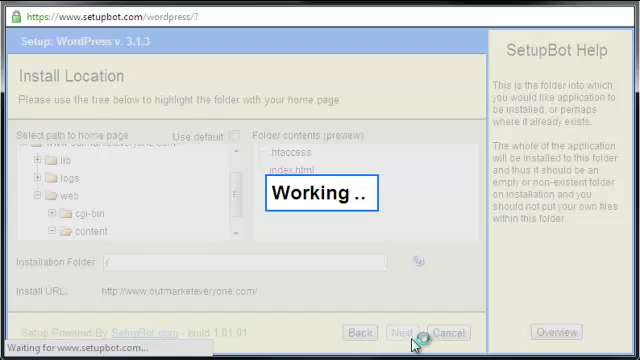 https://www.setupbot.com/wordpress/?
Setup: WordPress v. 3.1.3
Install Location
Please use the tree below to highlight the folder with your home page
Select path to home page
Use default
Folder contents (preview)
www.outmarketeveryone.com
lib
logs
web
cgi-bin
content
.htaccess
index.html
Working ..
Installation Folder: /
Install URL: http://www.outmarketeveryone.com/
Setup Powered By SetupBot.com - build 1.01.01
Back
Next
Cancel
Waiting for www.setupbot.com...
SetupBot Help
This is the folder into which
you would like application to
be installed, or perhaps
where it already exists.
The whole of the application
will be installed to this folder
and thus it should be an
empty or non-existent folder
on installation and you
should not put your own files
within this folder.
Overview